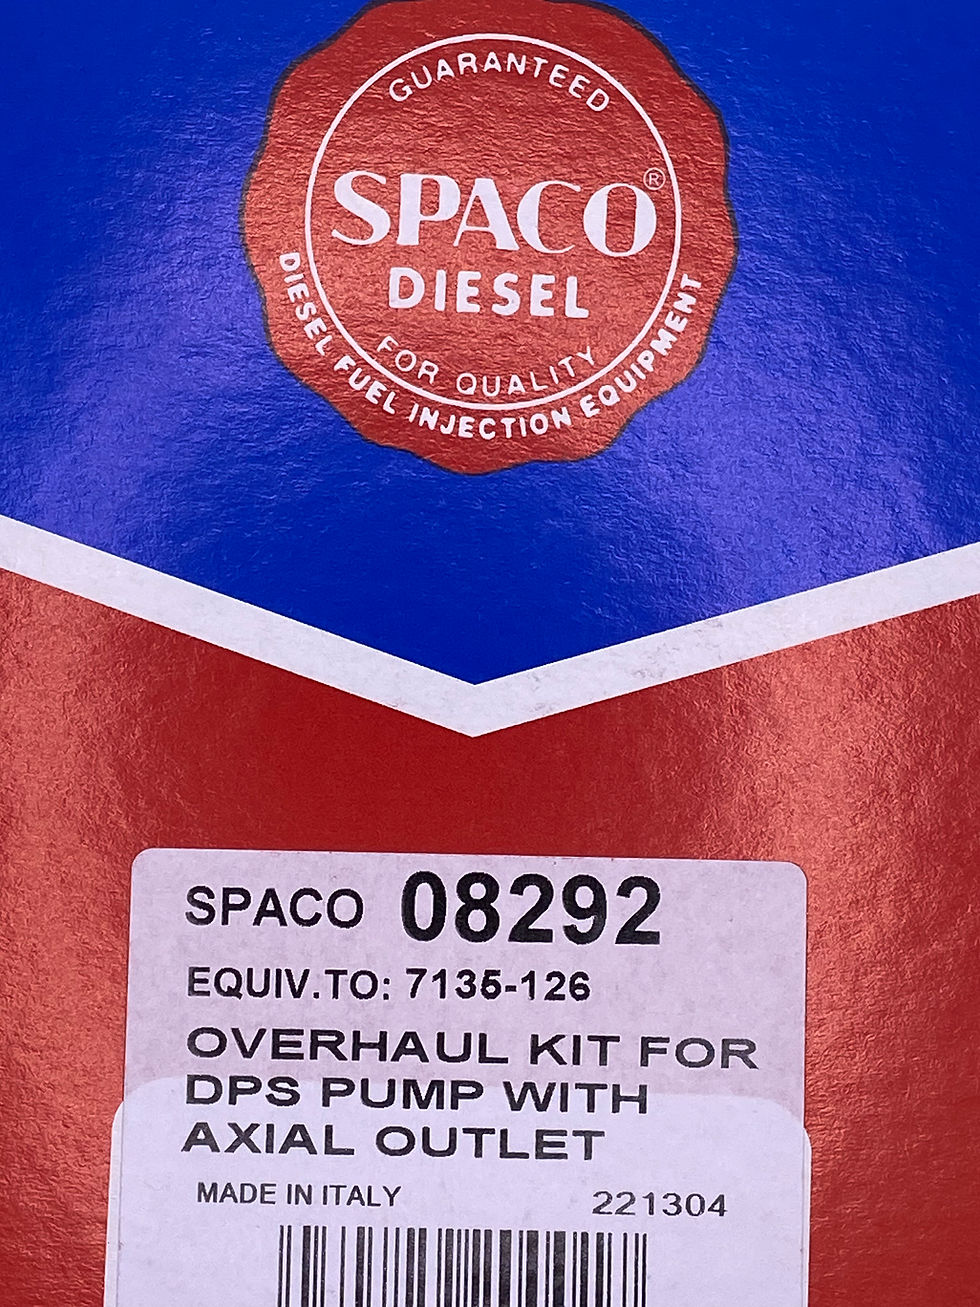 GUARANTEED
SPACO®
DIESEL
FOR QUALITY
DIESEL FUEL INJECTION EQUIPMENT
SPACO 08292
EQUIV.TO: 7135-126
OVERHAUL KIT FOR
DPS PUMP WITH
AXIAL OUTLET
MADE IN ITALY 221304